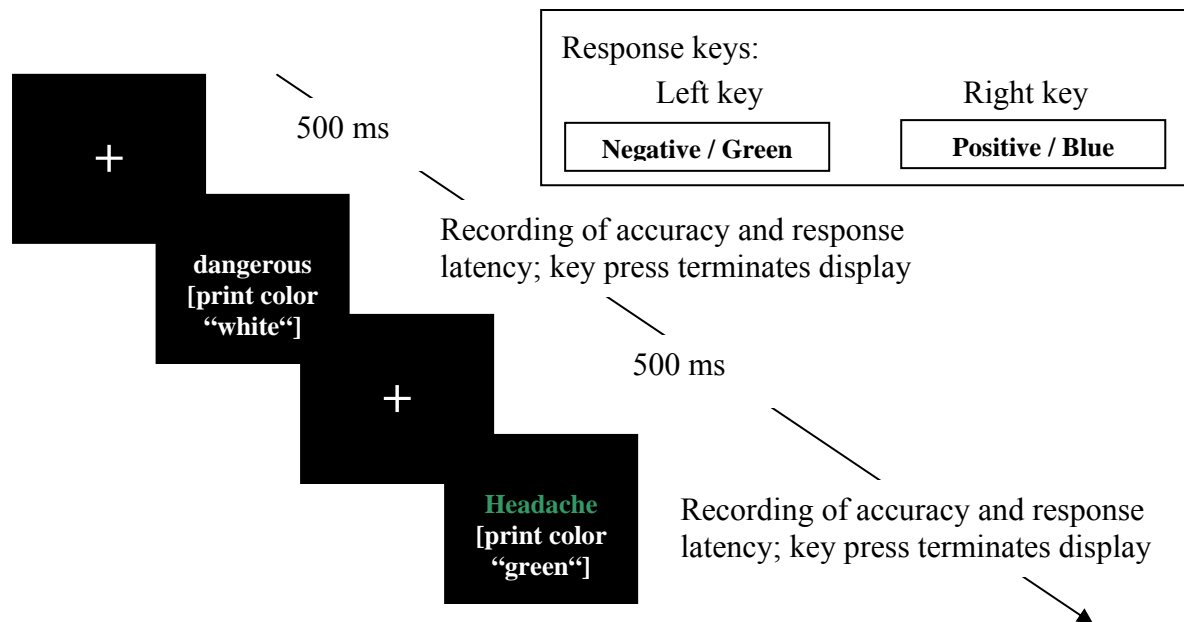 Response keys:
Left key
Right key
Negative / Green
Positive / Blue
500 ms
Recording of accuracy and response
latency; key press terminates display
dangerous
[print color
“white“]
500 ms
Headache
[print color
“green“]
Recording of accuracy and response
latency; key press terminates display